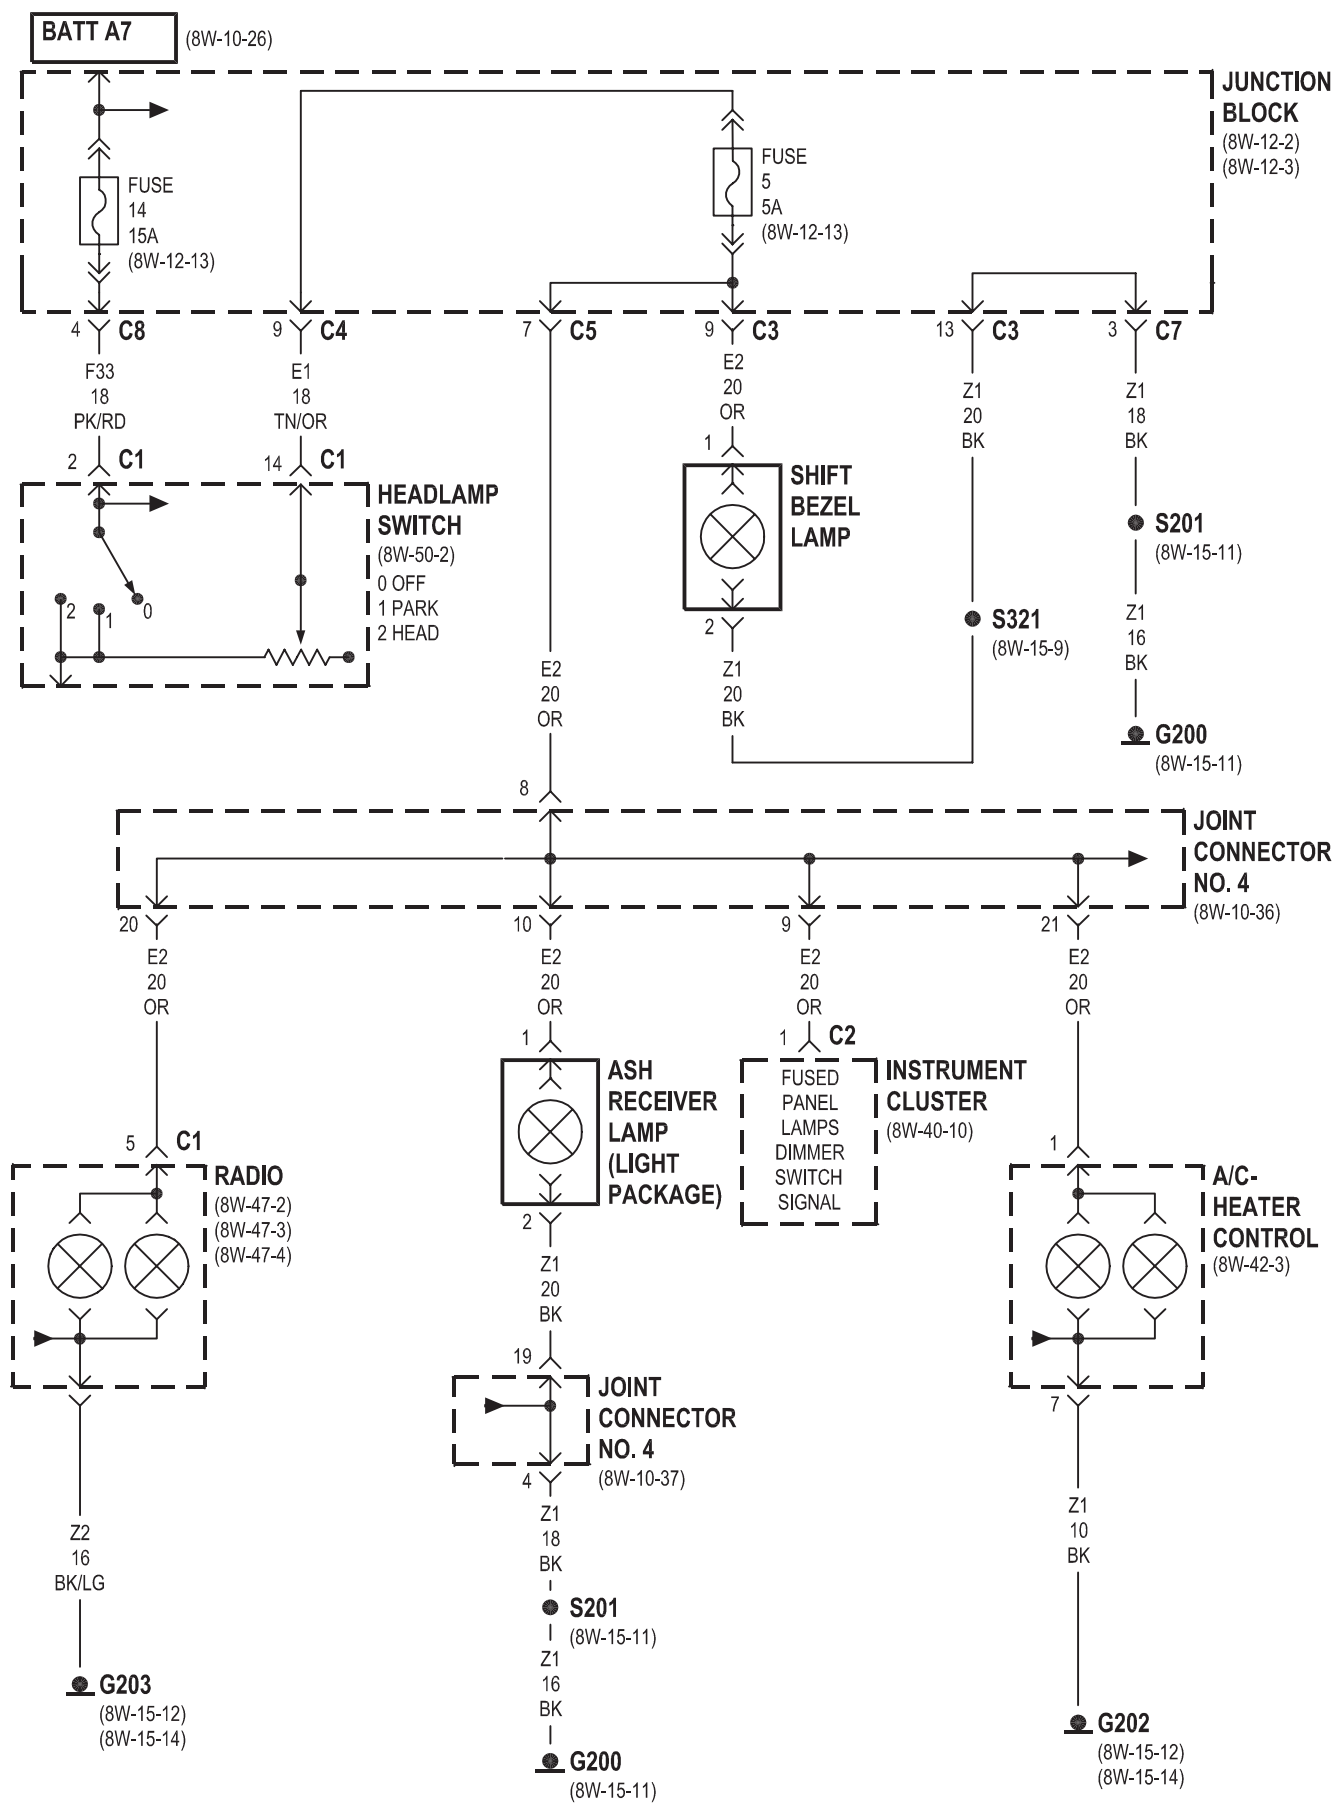 BATT A7
(8W-10-26)
JUNCTION
BLOCK
(8W-12-2)
(8W-12-3)
FUSE
14
15A
(8W-12-13)
FUSE
5
5A
(8W-12-13)
4 C8
9 C4
7 C5
9 C3
13 C3
3 C7
F33
18
PK/RD
E1
18
TN/OR
E2
20
OR
Z1
20
BK
Z1
18
BK
2 C1
14 C1
1
HEADLAMP
SWITCH
(8W-50-2)
0 OFF
1 PARK
2 HEAD
2
1
0
SHIFT
BEZEL
LAMP
2
S201
(8W-15-11)
S321
(8W-15-9)
Z1
16
BK
E2
20
OR
Z1
20
BK
G200
(8W-15-11)
8
JOINT
CONNECTOR
NO. 4
(8W-10-36)
20
10
9
21
E2
20
OR
E2
20
OR
E2
20
OR
E2
20
OR
1
1 C2
ASH
RECEIVER
LAMP
(LIGHT
PACKAGE)
FUSED
PANEL
LAMPS
DIMMER
SWITCH
SIGNAL
INSTRUMENT
CLUSTER
(8W-40-10)
5 C1
1
RADIO
(8W-47-2)
(8W-47-3)
(8W-47-4)
A/C-
HEATER
CONTROL
(8W-42-3)
2
Z1
20
BK
19
JOINT
CONNECTOR
NO. 4
(8W-10-37)
7
4
Z2
16
BK/LG
Z1
18
BK
Z1
10
BK
S201
(8W-15-11)
Z1
16
BK
G203
(8W-15-12)
(8W-15-14)
G200
(8W-15-11)
G202
(8W-15-12)
(8W-15-14)